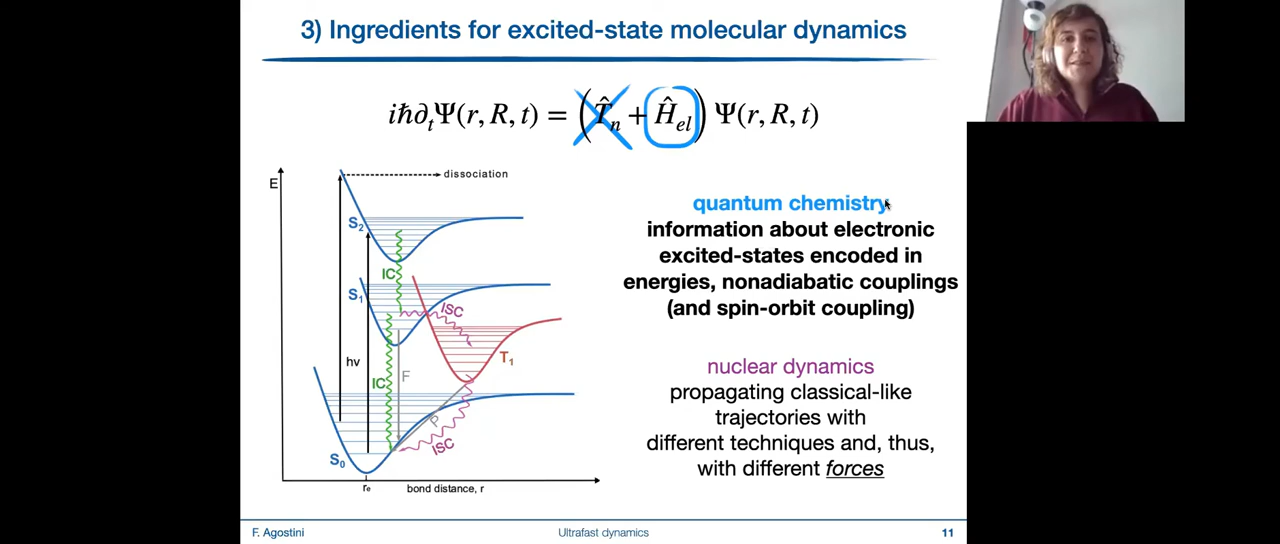 3) Ingredients for excited-state molecular dynamics
iħ∂ₜΨ(r, R, t) = (T̂ₙ + Ĥₑₗ) Ψ(r, R, t)
E
dissociation
S₂
IC
S₁
ISC
hν
IC
F
T₁
P
ISC
S₀
rₑ
bond distance, r
quantum chemistry
information about electronic
excited-states encoded in
energies, nonadiabatic couplings
(and spin-orbit coupling)
nuclear dynamics
propagating classical-like
trajectories with
different techniques and, thus,
with different forces
F. Agostini
Ultrafast dynamics
11